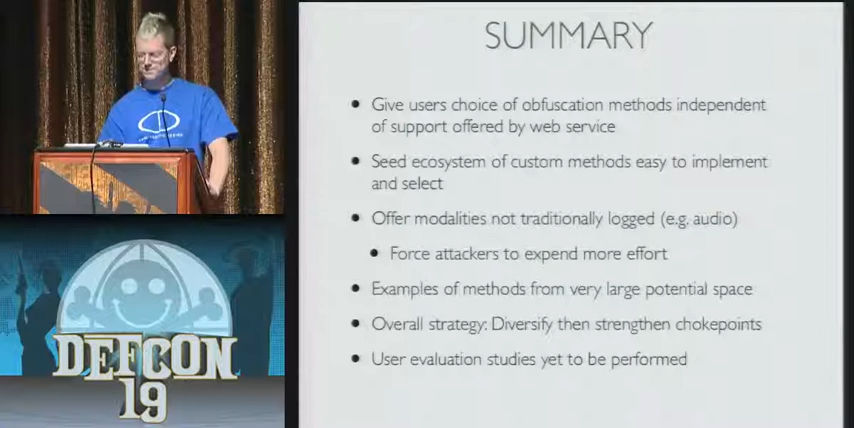 SUMMARY
• Give users choice of obfuscation methods independent
of support offered by web service
• Seed ecosystem of custom methods easy to implement
and select
• Offer modalities not traditionally logged (e.g. audio)
• Force attackers to expend more effort
• Examples of methods from very large potential space
• Overall strategy: Diversify then strengthen chokepoints
• User evaluation studies yet to be performed
DEFCON
19